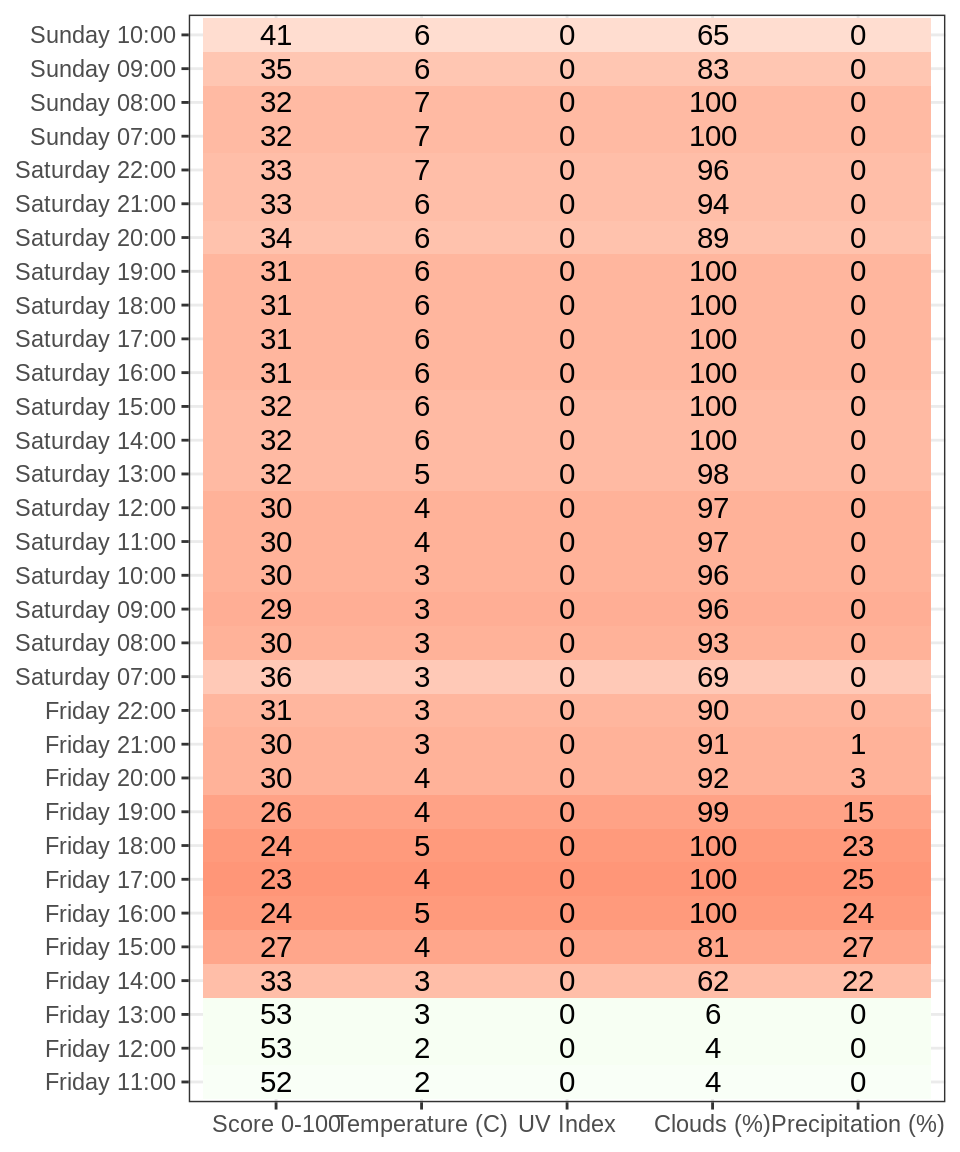 Sunday 10:00 41 6 0 65 0
Sunday 09:00 35 6 0 83 0
Sunday 08:00 32 7 0 100 0
Sunday 07:00 32 7 0 100 0
Saturday 22:00 33 7 0 96 0
Saturday 21:00 33 6 0 94 0
Saturday 20:00 34 6 0 89 0
Saturday 19:00 31 6 0 100 0
Saturday 18:00 31 6 0 100 0
Saturday 17:00 31 6 0 100 0
Saturday 16:00 31 6 0 100 0
Saturday 15:00 32 6 0 100 0
Saturday 14:00 32 6 0 100 0
Saturday 13:00 32 5 0 98 0
Saturday 12:00 30 4 0 97 0
Saturday 11:00 30 4 0 97 0
Saturday 10:00 30 3 0 96 0
Saturday 09:00 29 3 0 96 0
Saturday 08:00 30 3 0 93 0
Saturday 07:00 36 3 0 69 0
Friday 22:00 31 3 0 90 0
Friday 21:00 30 3 0 91 1
Friday 20:00 30 4 0 92 3
Friday 19:00 26 4 0 99 15
Friday 18:00 24 5 0 100 23
Friday 17:00 23 4 0 100 25
Friday 16:00 24 5 0 100 24
Friday 15:00 27 4 0 81 27
Friday 14:00 33 3 0 62 22
Friday 13:00 53 3 0 6 0
Friday 12:00 53 2 0 4 0
Friday 11:00 52 2 0 4 0
Score 0-100 Temperature (C) UV Index Clouds (%) Precipitation (%)